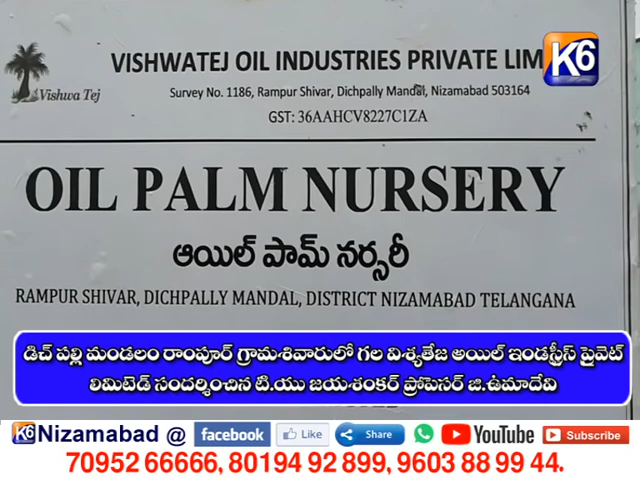 K6
VISHWATEJ OIL INDUSTRIES PRIVATE LIM
Vishwa Tej
Survey No. 1186, Rampur Shivar, Dichpally Mandal, Nizamabad 503164
GST: 36AAHCV8227C1ZA
OIL PALM NURSERY
ఆయిల్ పామ్ నర్సరీ
RAMPUR SHIVAR, DICHPALLY MANDAL, DISTRICT NIZAMABAD TELANGANA
డిచ్ పల్లి మండలం రాంపూర్ గ్రామశివారులో గల విశ్వతేజ అయిల్ ఇండస్ట్రీస్ ప్రైవెట్
లిమిటెడ్ సందర్శించిన టి.యు జయశంకర్ ప్రొపెసర్ బి.ఉమాదేవి
K6 Nizamabad @ facebook Like Share YouTube Subscribe
70952 66666, 80194 92 899, 9603 88 99 44.